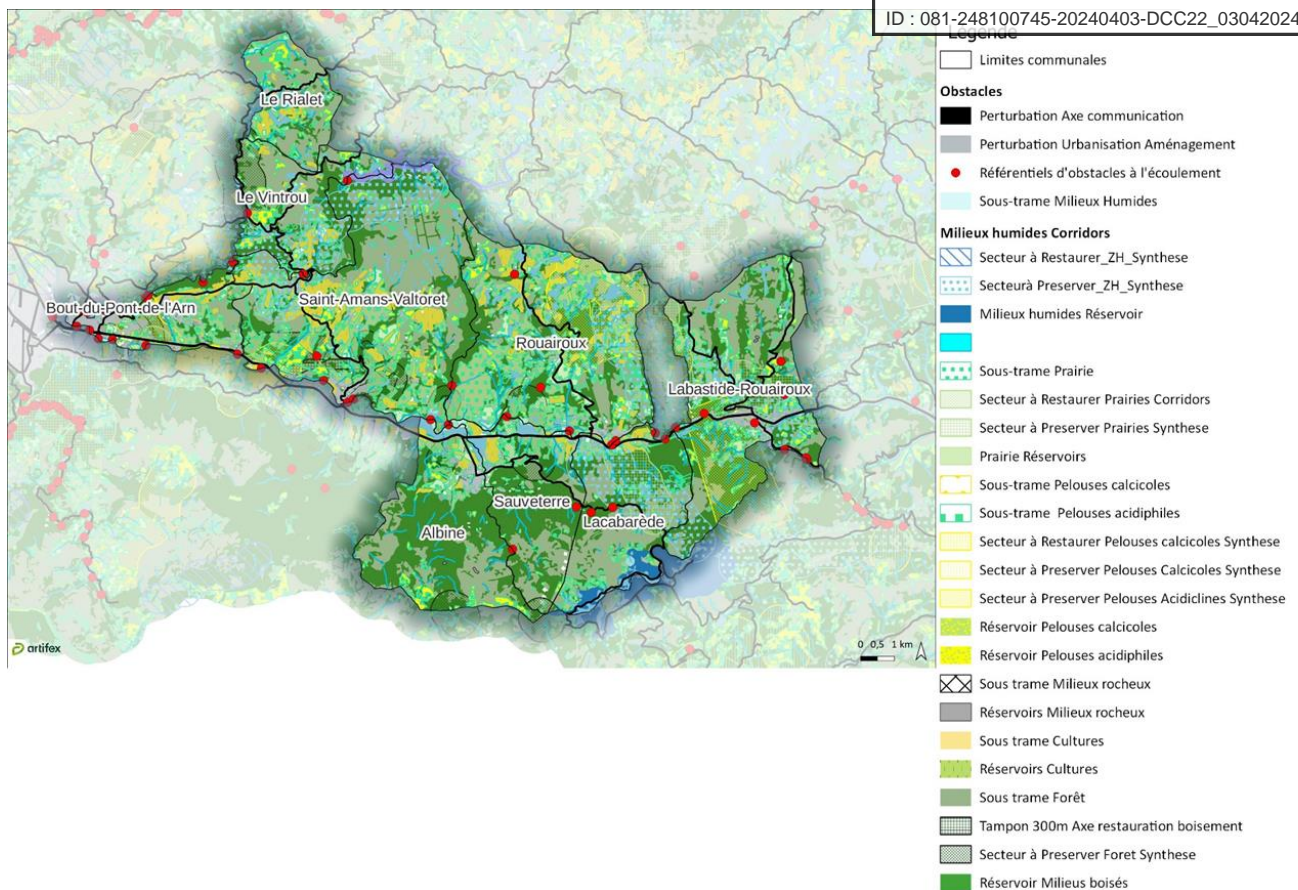 ID : 081-248100745-20240403-DCC22_03042024
Légende
Limites communales
Obstacles
Perturbation Axe communication
Perturbation Urbanisation Aménagement
Référentiels d'obstacles à l'écoulement
Sous-trame Milieux Humides
Milieux humides Corridors
Secteur à Restaurer_ZH_Synthese
Secteurà Preserver_ZH_Synthese
Milieux humides Réservoir
Sous-trame Prairie
Secteur à Restaurer Prairies Corridors
Secteur à Preserver Prairies Synthese
Prairie Réservoirs
Sous-trame Pelouses calcicoles
Sous-trame Pelouses acidiphiles
Secteur à Restaurer Pelouses calcicoles Synthese
Secteur à Preserver Pelouses Calcicoles Synthese
Secteur à Preserver Pelouses Acidiclines Synthese
Réservoir Pelouses calcicoles
Réservoir Pelouses acidiphiles
Sous trame Milieux rocheux
Réservoirs Milieux rocheux
Sous trame Cultures
Réservoirs Cultures
Sous trame Forêt
Tampon 300m Axe restauration boisement
Secteur à Preserver Foret Synthese
Réservoir Milieus boisés
Le Rialet
Le Vintrou
Bout-du-Pont-de-l'Arn
Saint-Amans-Valtoret
Rouairoux
Labastide-Rouairoux
Sauveterre
Lacabarède
Albine
artifex
0 0,5 1 km